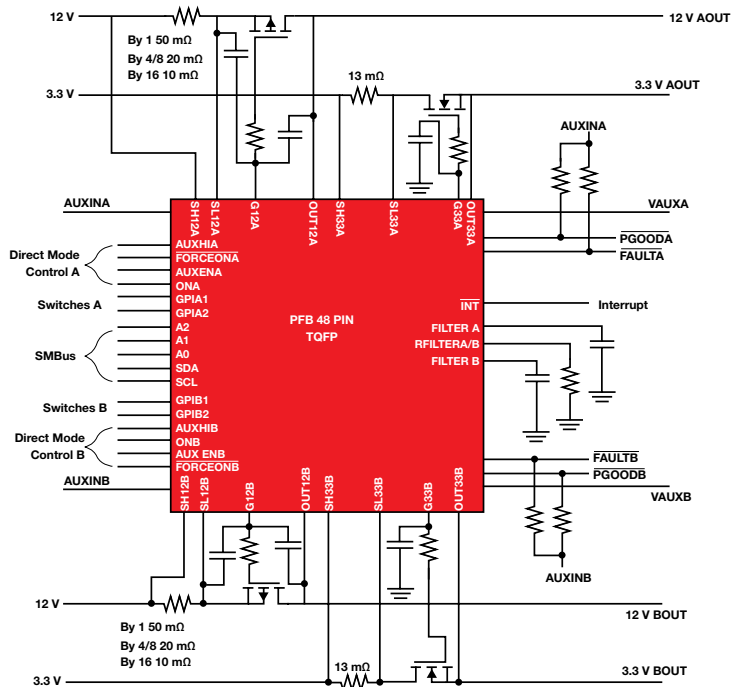 12 V
12 V AOUT
By 1 50 mΩ
By 4/8 20 mΩ
By 16 10 mΩ
13 mΩ
3.3 V
3.3 V AOUT
AUXINA
SH12A
SL12A
G12A
OUT12A
SH33A
SL33A
G33A
OUT33A
AUXINA
VAUXA
PGOODA
FAULTA
Direct Mode
Control A
AUXHIA
FORCEONA
AUXENA
ONA
Switches A
GPIA1
GPIA2
SMBus
A2
A1
A0
SDA
SCL
PFB 48 PIN
TQFP
INT
Interrupt
FILTER A
RFILTERA/B
FILTER B
Switches B
GPIB1
GPIB2
Direct Mode
Control B
AUXHIB
ONB
AUX ENB
FORCEONB
AUXINB
FAULTB
PGOODB
VAUXB
SH12B
SL12B
G12B
OUT12B
SH33B
SL33B
G33B
OUT33B
AUXINB
12 V
12 V BOUT
By 1 50 mΩ
By 4/8 20 mΩ
By 16 10 mΩ
13 mΩ
3.3 V
3.3 V BOUT